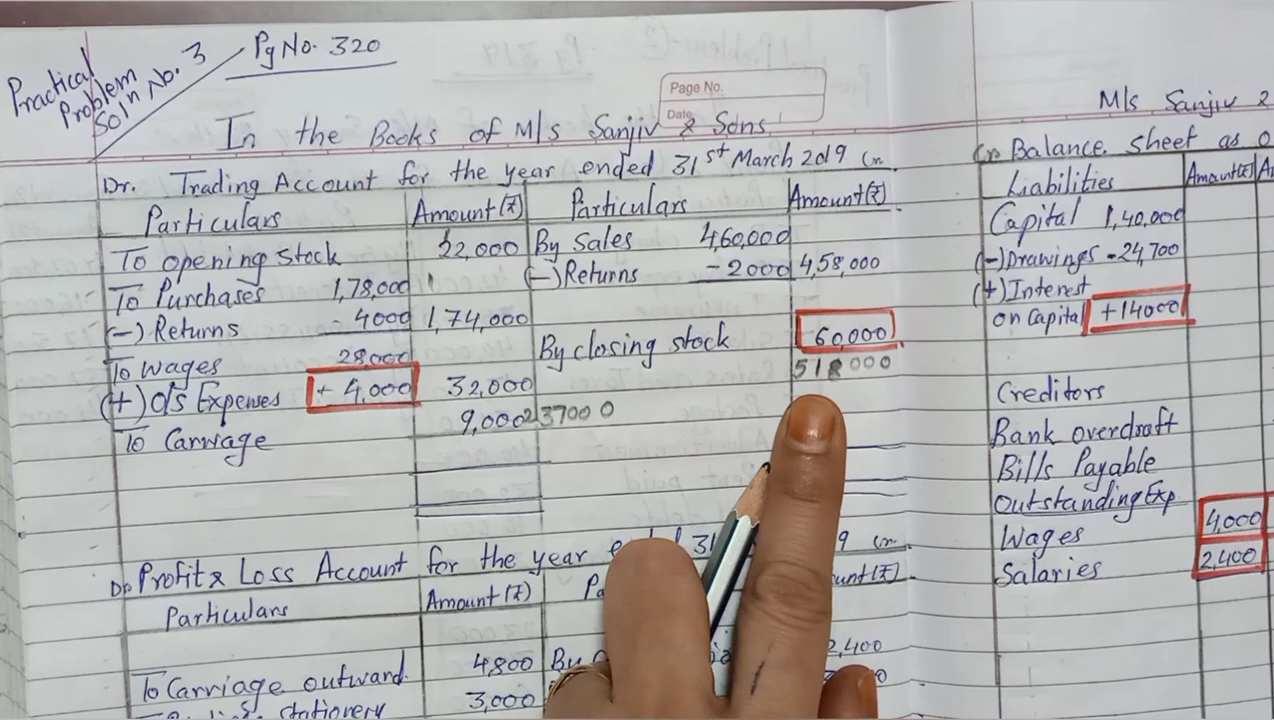 Practical Problem Soln No. 3
Pg No. 320
Page No.
Date
In the Books of M/s Sanjiv & Sons
Dr. Trading Account for the year ended 31st March 2019 Cr.
Particulars Amount (₹) Particulars Amount (₹)
To opening stock 22,000 By Sales 4,60,000
To Purchases 1,78,000 (-) Returns - 2000 4,58,000
(-) Returns - 4000 1,74,000
By closing stock 60,000
To Wages 28,000
518000
(+) O/s Expenses + 4,000 32,000
To Carriage 9,000 237000
Dr. Profit & Loss Account for the year 31 9 Cr.
Particulars Amount (₹)
To Carriage outward 4800 By
stationery 3,000
M/s Sanjiv &
Cr. Balance sheet as
Liabilities Amount (₹)
Capital 1,40,000
(-) Drawings - 24,700
(+) Interest
on Capital + 14000
Creditors
Bank overdraft
Bills Payable
Outstanding Exp
Wages 4,000
Salaries 2,400